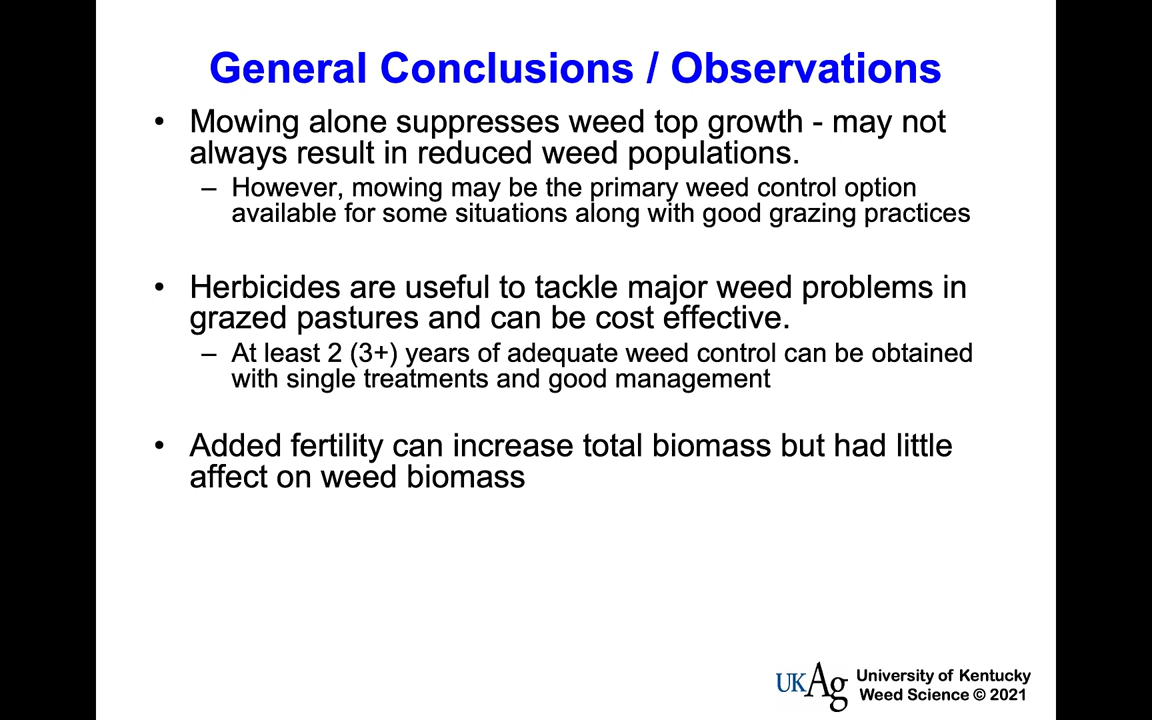 General Conclusions / Observations
• Mowing alone suppresses weed top growth - may not
always result in reduced weed populations.
– However, mowing may be the primary weed control option
available for some situations along with good grazing practices
• Herbicides are useful to tackle major weed problems in
grazed pastures and can be cost effective.
– At least 2 (3+) years of adequate weed control can be obtained
with single treatments and good management
• Added fertility can increase total biomass but had little
affect on weed biomass
UKAg University of Kentucky
Weed Science © 2021